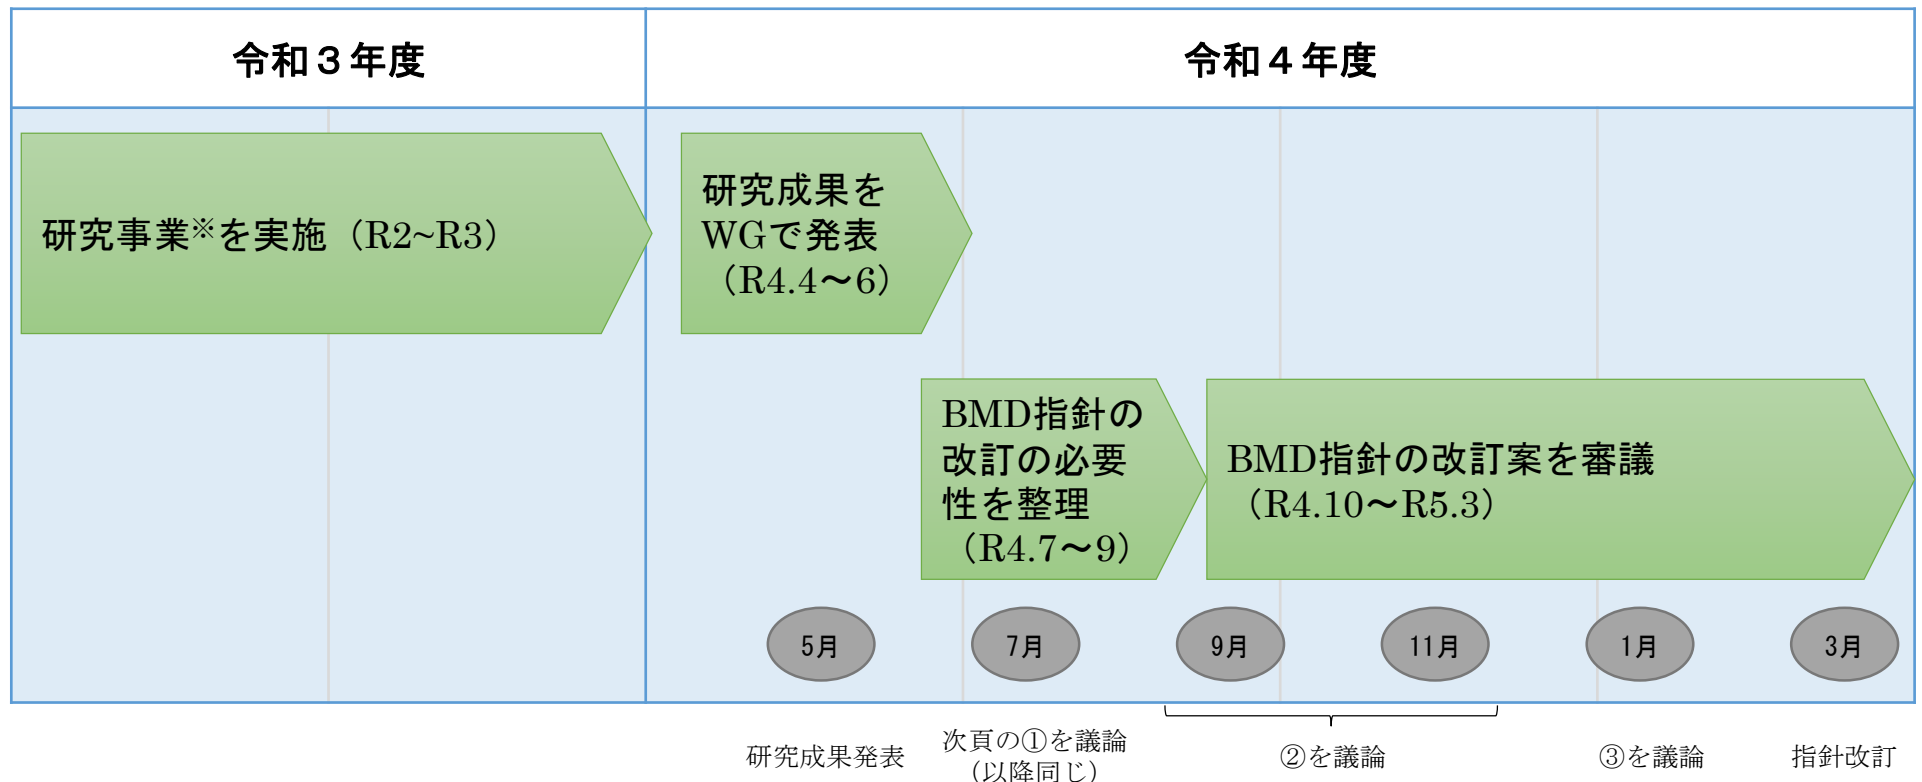 令和３年度
令和４年度
研究事業※を実施（R2~R3）
研究成果を
WGで発表
（R4.4～6）
BMD指針の
改訂の必要
性を整理
（R4.7～9）
BMD指針の改訂案を審議
（R4.10～R5.3）
5月
7月
9月
11月
1月
3月
研究成果発表
次頁の①を議論
（以降同じ）
②を議論
③を議論
指針改訂